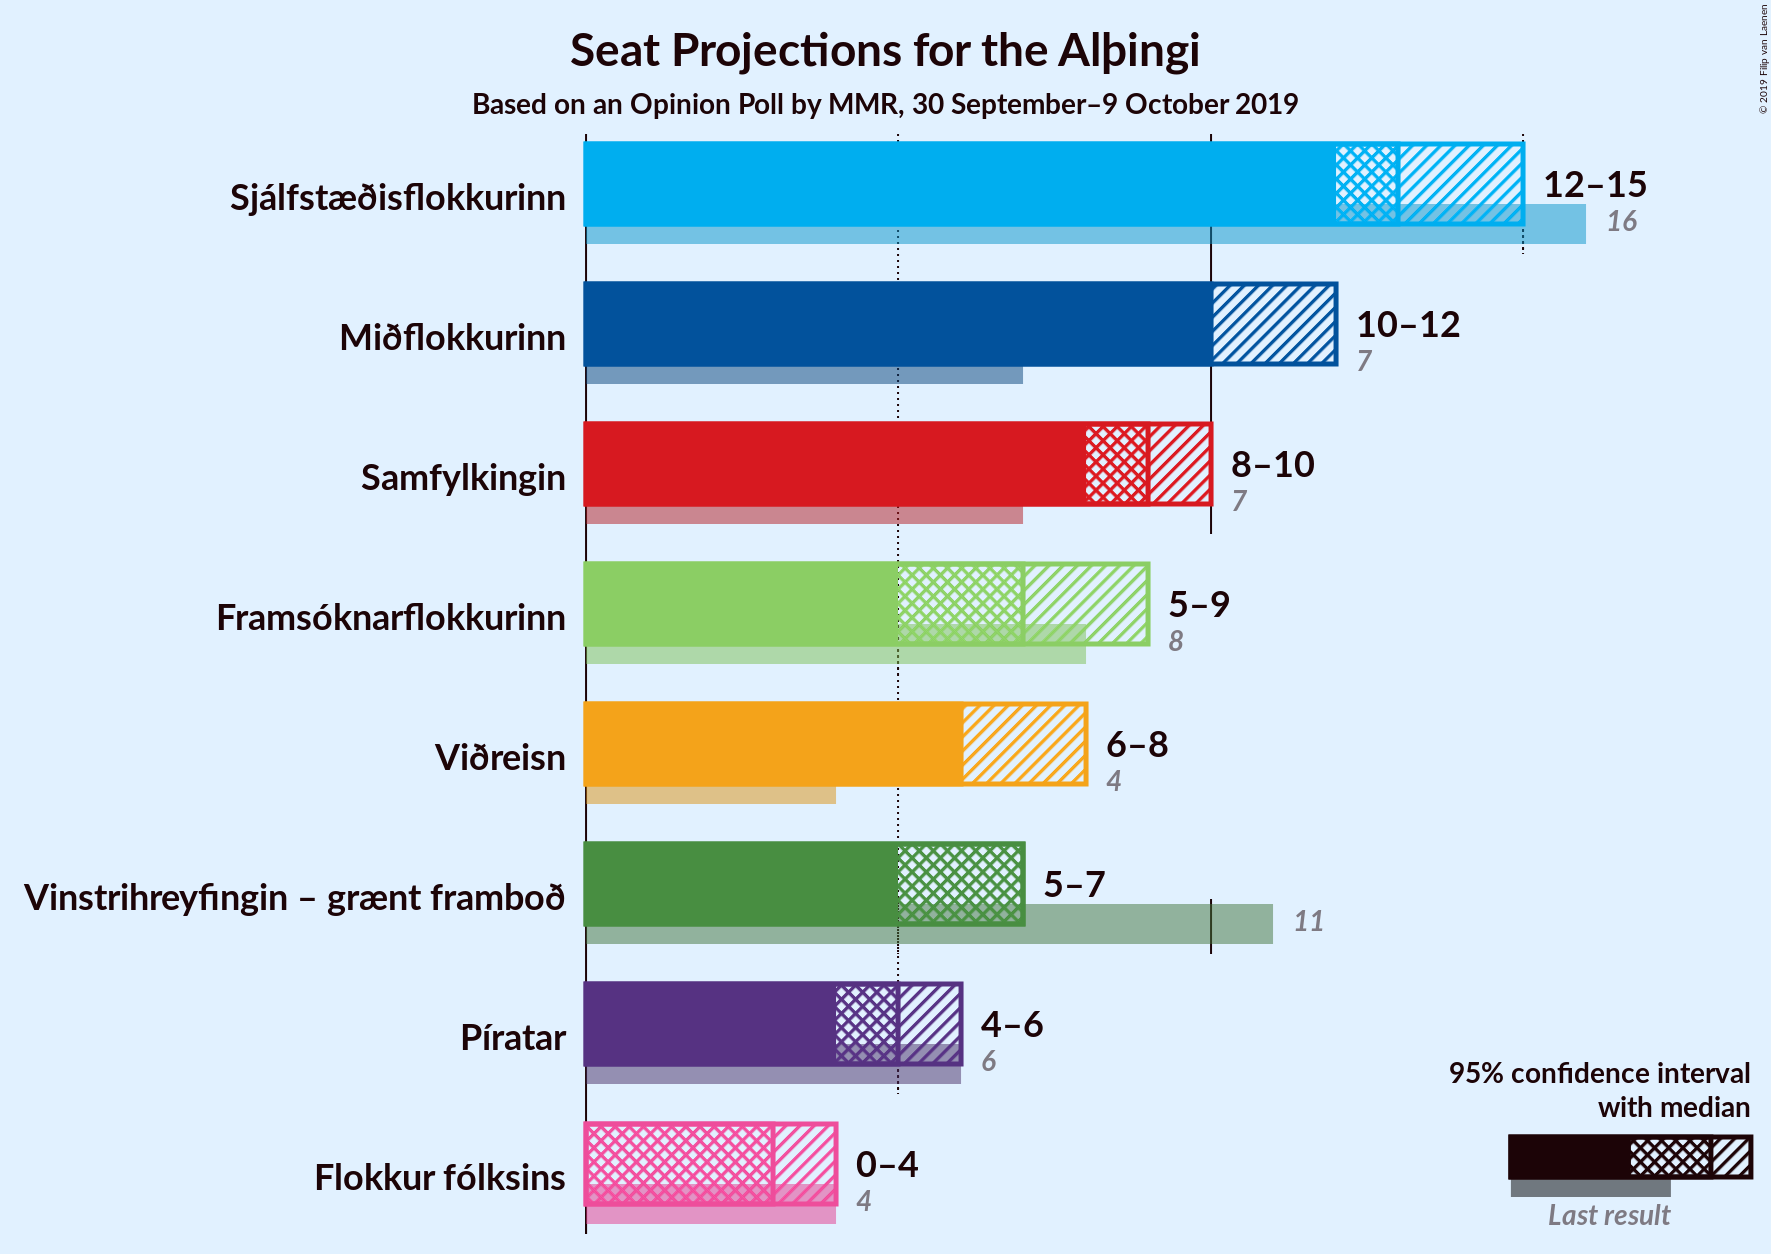 Seat Projections for the Alþingi
Based on an Opinion Poll by MMR, 30 September–9 October 2019
© 2019 Filip van Laenen
Sjálfstæðisflokkurinn
12–15
16
Miðflokkurinn
10–12
7
Samfylkingin
8–10
7
Framsóknarflokkurinn
5–9
8
Viðreisn
6–8
4
Vinstrihreyfingin – grænt framboð
5–7
11
Píratar
4–6
6
Flokkur fólksins
0–4
4
95% confidence interval
with median
Last result